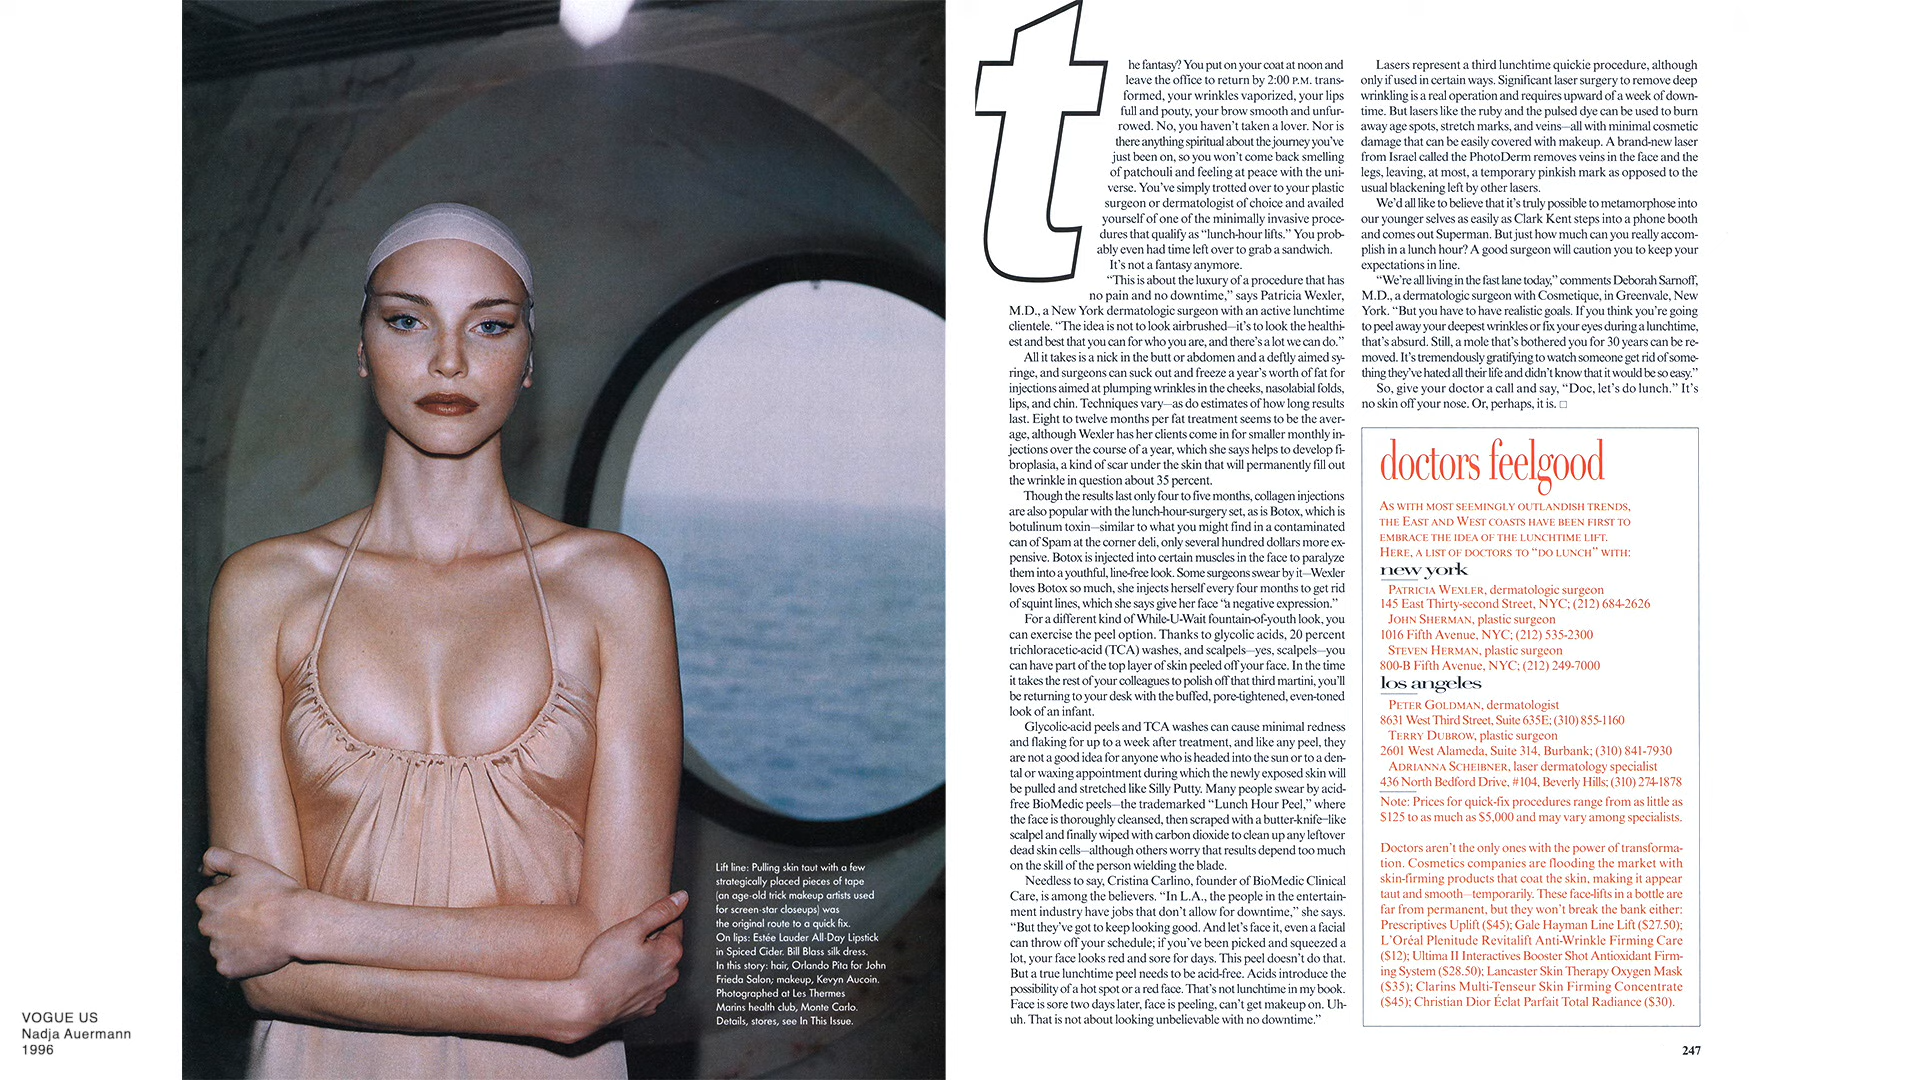 VOGUE US
Nadja Auermann
1996
Lift line: Pulling skin taut with a few
strategically placed pieces of tape
(an age-old trick makeup artists used
for screen-star closeups) was
the original route to a quick fix.
On lips: Estée Lauder All-Day Lipstick
in Spiced Cider. Bill Blass silk dress.
In this story: hair, Orlando Pita for John
Frieda Salon; makeup, Kevyn Aucoin.
Photographed at Les Thermes
Marins health club, Monte Carlo.
Details, stores, see In This Issue.
t
he fantasy? You put on your coat at noon and
leave the office to return by 2:00 P.M. trans-
formed, your wrinkles vaporized, your lips
full and pouty, your brow smooth and unfur-
rowed. No, you haven't taken a lover. Nor is
there anything spiritual about the journey you've
just been on, so you won't come back smelling
of patchouli and feeling at peace with the uni-
verse. You've simply trotted over to your plastic
surgeon or dermatologist of choice and availed
yourself of one of the minimally invasive proce-
dures that qualify as "lunch-hour lifts." You prob-
ably even had time left over to grab a sandwich.
It's not a fantasy anymore.
"This is about the luxury of a procedure that has
no pain and no downtime," says Patricia Wexler,
M.D., a New York dermatologic surgeon with an active lunchtime
clientele. "The idea is not to look airbrushed—it's to look the healthi-
est and best that you can for who you are, and there's a lot we can do."
All it takes is a nick in the butt or abdomen and a deftly aimed sy-
ringe, and surgeons can suck out and freeze a year's worth of fat for
injections aimed at plumping wrinkles in the cheeks, nasolabial folds,
lips, and chin. Techniques vary—as do estimates of how long results
last. Eight to twelve months per fat treatment seems to be the aver-
age, although Wexler has her clients come in for smaller monthly in-
jections over the course of a year, which she says helps to develop fi-
broplasia, a kind of scar under the skin that will permanently fill out
the wrinkle in question about 35 percent.
Though the results last only four to five months, collagen injections
are also popular with the lunch-hour-surgery set, as is Botox, which is
botulinum toxin—similar to what you might find in a contaminated
can of Spam at the corner deli, only several hundred dollars more ex-
pensive. Botox is injected into certain muscles in the face to paralyze
them into a youthful, line-free look. Some surgeons swear by it—Wexler
loves Botox so much, she injects herself every four months to get rid
of squint lines, which she says give her face "a negative expression."
For a different kind of While-U-Wait fountain-of-youth look, you
can exercise the peel option. Thanks to glycolic acids, 20 percent
trichloracetic-acid (TCA) washes, and scalpels—yes, scalpels—you
can have part of the top layer of skin peeled off your face. In the time
it takes the rest of your colleagues to polish off that third martini, you'll
be returning to your desk with the buffed, pore-tightened, even-toned
look of an infant.
Glycolic-acid peels and TCA washes can cause minimal redness
and flaking for up to a week after treatment, and like any peel, they
are not a good idea for anyone who is headed into the sun or to a den-
tal or waxing appointment during which the newly exposed skin will
be pulled and stretched like Silly Putty. Many people swear by acid-
free BioMedic peels—the trademarked "Lunch Hour Peel," where
the face is thoroughly cleansed, then scraped with a butter-knife–like
scalpel and finally wiped with carbon dioxide to clean up any leftover
dead skin cells—although others worry that results depend too much
on the skill of the person wielding the blade.
Needless to say, Cristina Carlino, founder of BioMedic Clinical
Care, is among the believers. "In L.A., the people in the entertain-
ment industry have jobs that don't allow for downtime," she says.
"But they've got to keep looking good. And let's face it, even a facial
can throw off your schedule; if you've been picked and squeezed a
lot, your face looks red and sore for days. This peel doesn't do that.
But a true lunchtime peel needs to be acid-free. Acids introduce the
possibility of a hot spot or a red face. That's not lunchtime in my book.
Face is sore two days later, face is peeling, can't get makeup on. Uh-
uh. That is not about looking unbelievable with no downtime."
Lasers represent a third lunchtime quickie procedure, although
only if used in certain ways. Significant laser surgery to remove deep
wrinkling is a real operation and requires upward of a week of down-
time. But lasers like the ruby and the pulsed dye can be used to burn
away age spots, stretch marks, and veins—all with minimal cosmetic
damage that can be easily covered with makeup. A brand-new laser
from Israel called the PhotoDerm removes veins in the face and the
legs, leaving, at most, a temporary pinkish mark as opposed to the
usual blackening left by other lasers.
We'd all like to believe that it's truly possible to metamorphose into
our younger selves as easily as Clark Kent steps into a phone booth
and comes out Superman. But just how much can you really accom-
plish in a lunch hour? A good surgeon will caution you to keep your
expectations in line.
"We're all living in the fast lane today," comments Deborah Sarnoff,
M.D., a dermatologic surgeon with Cosmetique, in Greenvale, New
York. "But you have to have realistic goals. If you think you're going
to peel away your deepest wrinkles or fix your eyes during a lunchtime,
that's absurd. Still, a mole that's bothered you for 30 years can be re-
moved. It's tremendously gratifying to watch someone get rid of some-
thing they've hated all their life and didn't know that it would be so easy."
So, give your doctor a call and say, "Doc, let's do lunch." It's
no skin off your nose. Or, perhaps, it is. □
doctors feelgood
AS WITH MOST SEEMINGLY OUTLANDISH TRENDS,
THE EAST AND WEST COASTS HAVE BEEN FIRST TO
EMBRACE THE IDEA OF THE LUNCHTIME LIFT.
HERE, A LIST OF DOCTORS TO "DO LUNCH" WITH:
new york
PATRICIA WEXLER, dermatologic surgeon
145 East Thirty-second Street, NYC; (212) 684-2626
JOHN SHERMAN, plastic surgeon
1016 Fifth Avenue, NYC; (212) 535-2300
STEVEN HERMAN, plastic surgeon
800-B Fifth Avenue, NYC; (212) 249-7000
los angeles
PETER GOLDMAN, dermatologist
8631 West Third Street, Suite 635E; (310) 855-1160
TERRY DUBROW, plastic surgeon
2601 West Alameda, Suite 314, Burbank; (310) 841-7930
ADRIANNA SCHEIBNER, laser dermatology specialist
436 North Bedford Drive, #104, Beverly Hills; (310) 274-1878
Note: Prices for quick-fix procedures range from as little as
$125 to as much as $5,000 and may vary among specialists.
Doctors aren't the only ones with the power of transforma-
tion. Cosmetics companies are flooding the market with
skin-firming products that coat the skin, making it appear
taut and smooth—temporarily. These face-lifts in a bottle are
far from permanent, but they won't break the bank either:
Prescriptives Uplift ($45); Gale Hayman Line Lift ($27.50);
L'Oréal Plenitude Revitalift Anti-Wrinkle Firming Care
($12); Ultima II Interactives Booster Shot Antioxidant Firm-
ing System ($28.50); Lancaster Skin Therapy Oxygen Mask
($35); Clarins Multi-Tenseur Skin Firming Concentrate
($45); Christian Dior Éclat Parfait Total Radiance ($30).
247